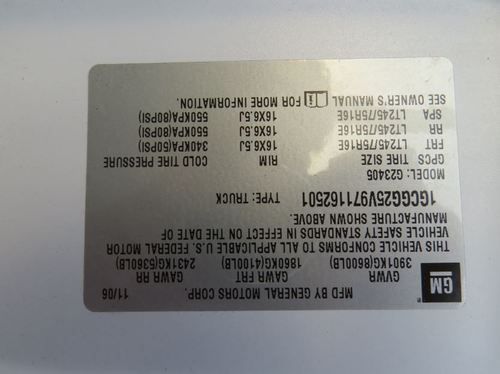 MFD BY GENERAL MOTORS CORP. 11/06
GM
GVWR GAWR FRT GAWR RR
3901KG(8600LB) 1860KG(4100LB) 2431KG(5360LB)
THIS VEHICLE CONFORMS TO ALL APPLICABLE U.S. FEDERAL MOTOR
VEHICLE SAFETY STANDARDS IN EFFECT ON THE DATE OF
MANUFACTURE SHOWN ABOVE.
1GCGG25V971162501 TYPE: TRUCK
MODEL: G23405
GPCS TIRE SIZE RIM COLD TIRE PRESSURE
FRT LT245/75R16E 16X6.5J 340KPA(50PSI)
RR LT245/75R16E 16X6.5J 550KPA(80PSI)
SPA LT245/75R16E 16X6.5J 550KPA(80PSI)
SEE OWNER'S MANUAL FOR MORE INFORMATION.